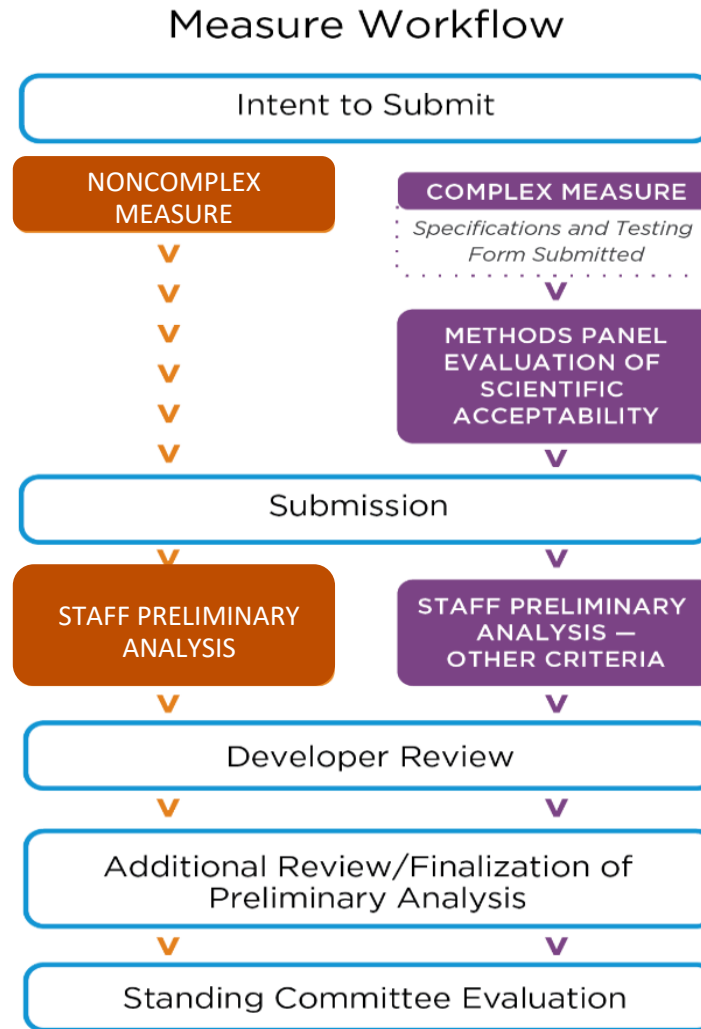 Measure Workflow
Intent to Submit
NONCOMPLEX
MEASURE
COMPLEX MEASURE
Specifications and Testing
Form Submitted
METHODS PANEL
EVALUATION OF
SCIENTIFIC
ACCEPTABILITY
Submission
STAFF PRELIMINARY
ANALYSIS
STAFF PRELIMINARY
ANALYSIS —
OTHER CRITERIA
Developer Review
Additional Review/Finalization of
Preliminary Analysis
Standing Committee Evaluation